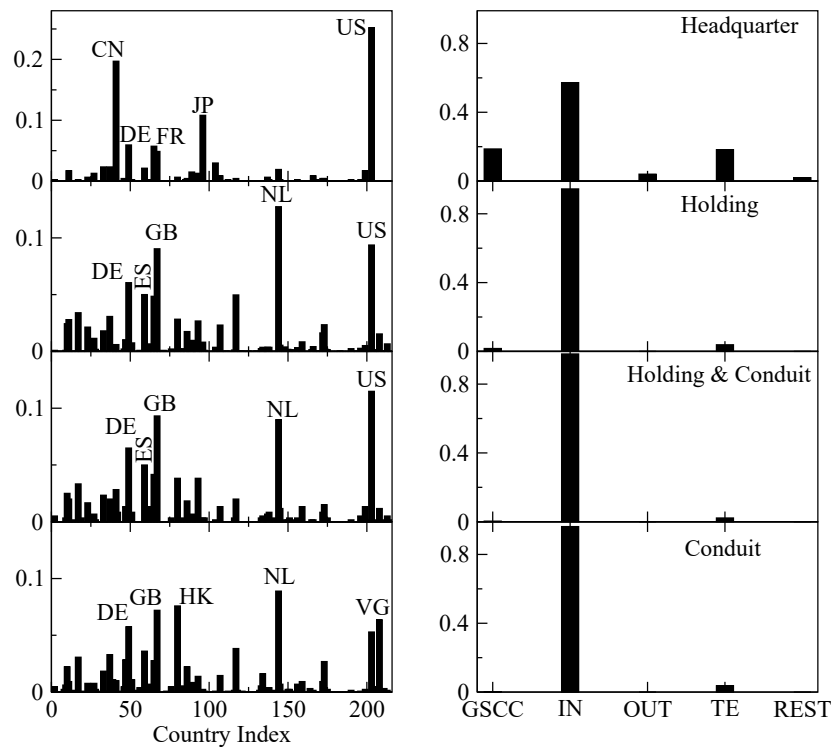 US
CN
0.2
JP
0.1
DE
FR
0
NL
US
GB
0.1
DE
ES
0
US
GB
NL
0.1
DE
ES
0
NL
0.1
GB
HK
DE
VG
0
0 50 100 150 200
Country Index
Headquarter
0.8
0.4
0
Holding
0.8
0.4
0
Holding & Conduit
0.8
0.4
0
Conduit
0.8
0.4
0
GSCC IN OUT TE REST